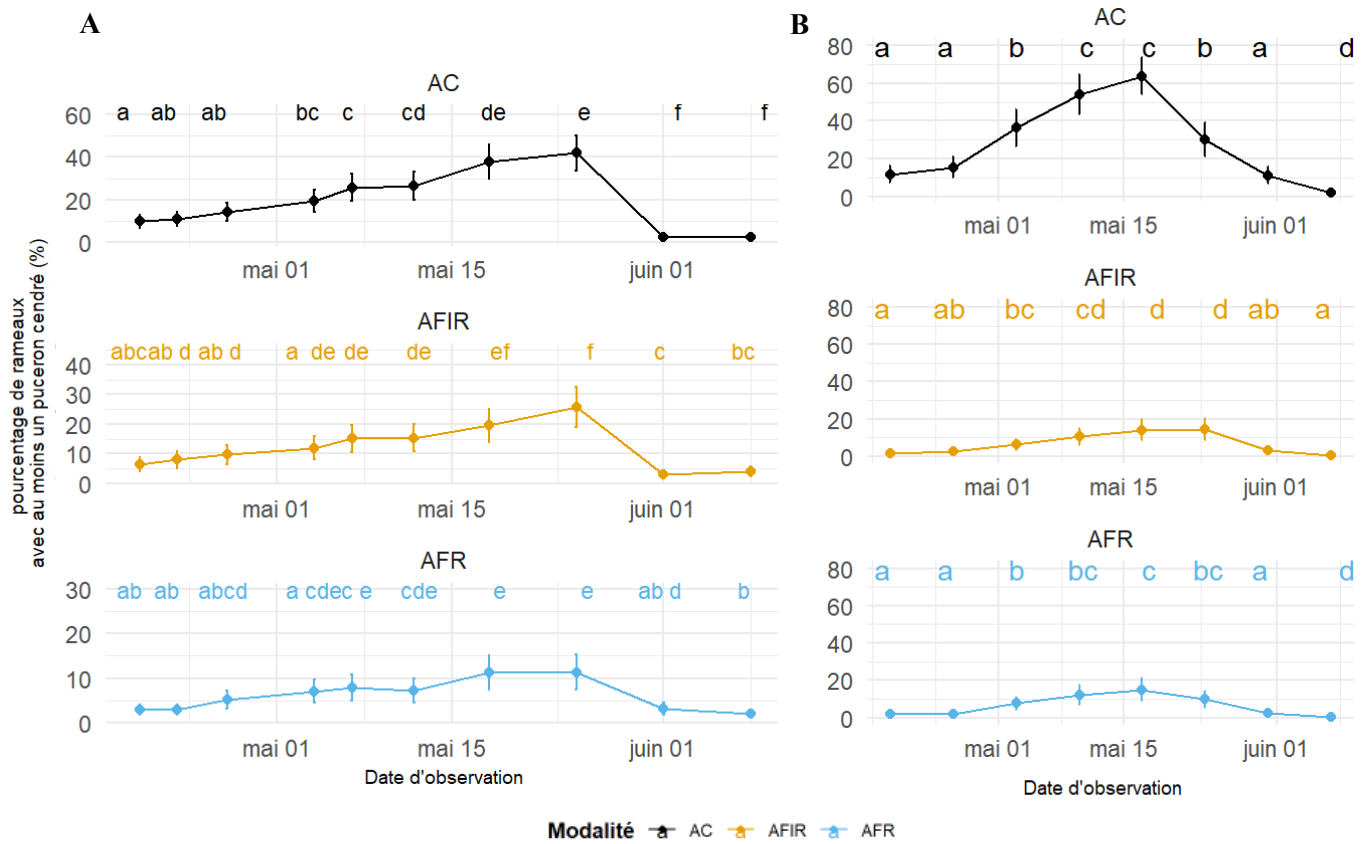 A
AC
a ab ab bc c cd de e f f
60
40
20
0
mai 01 mai 15 juin 01
AFIR
abc ab d ab d a de de de ef f c bc
40
30
20
10
0
mai 01 mai 15 juin 01
AFR
ab ab abcd a cdec e cde e e ab d b
30
20
10
0
mai 01 mai 15 juin 01
Date d'observation
pourcentage de rameaux
avec au moins un puceron cendré (%)
B
AC
a a b c c b a d
80
60
40
20
0
mai 01 mai 15 juin 01
AFIR
a ab bc cd d d ab a
80
60
40
20
0
mai 01 mai 15 juin 01
AFR
a a b bc c bc a d
80
60
40
20
0
mai 01 mai 15 juin 01
Date d'observation
Modalité a AC a AFIR a AFR